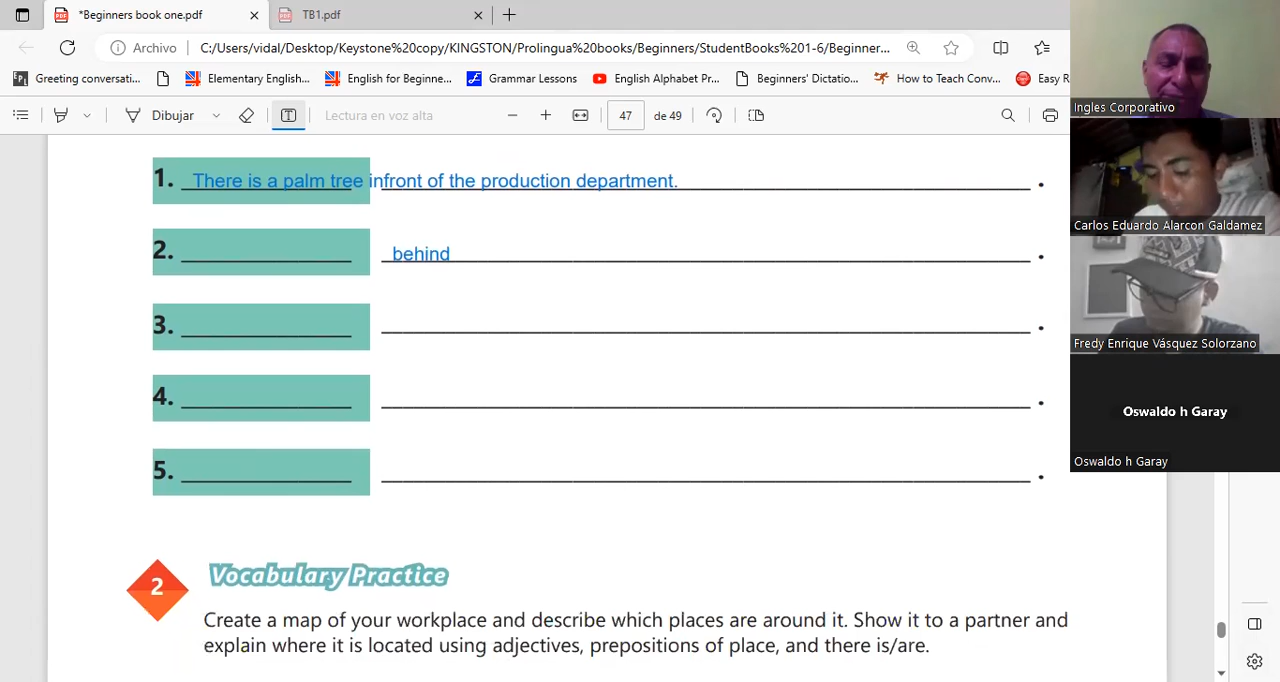 *Beginners book one.pdf
TB1.pdf
Archivo
C:/Users/vidal/Desktop/Keystone%20copy/KINGSTON/Prolingua%20books/Beginners/StudentBooks%201-6/Beginner...
Greeting conversati...
Elementary English...
English for Beginne...
Grammar Lessons
English Alphabet Pr...
Beginners' Dictatio...
How to Teach Conv...
Easy R
Dibujar
Lectura en voz alta
47
de 49
1. There is a palm tree infront of the production department. .
2. behind .
3. .
4. .
5. .
2
Vocabulary Practice
Create a map of your workplace and describe which places are around it. Show it to a partner and
explain where it is located using adjectives, prepositions of place, and there is/are.
Ingles Corporativo
Carlos Eduardo Alarcon Galdamez
Fredy Enrique Vásquez Solorzano
Oswaldo h Garay
Oswaldo h Garay